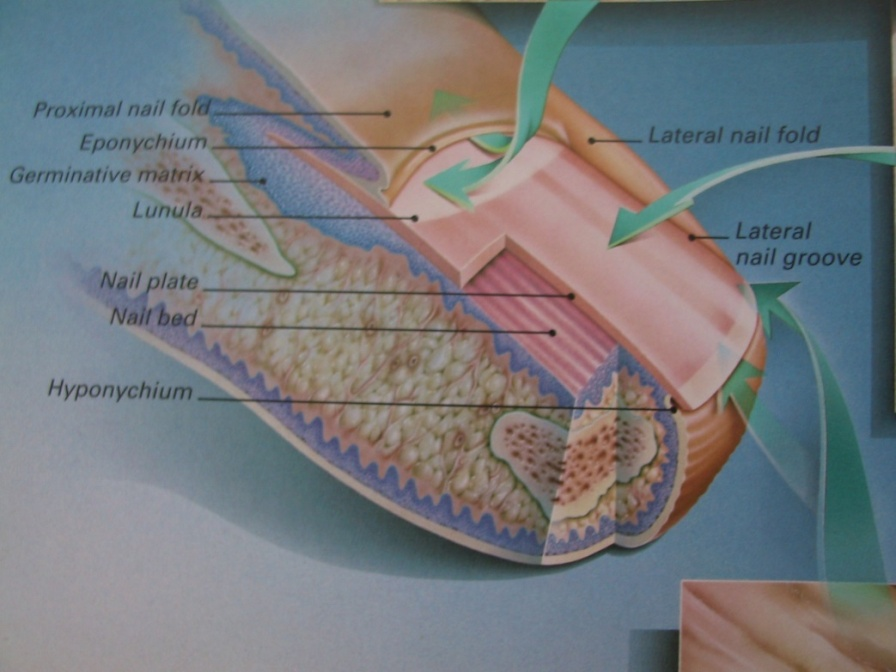 Proximal nail fold
Eponychium
Germinative matrix
Lunula
Nail plate
Nail bed
Hyponychium
Lateral nail fold
Lateral
nail groove